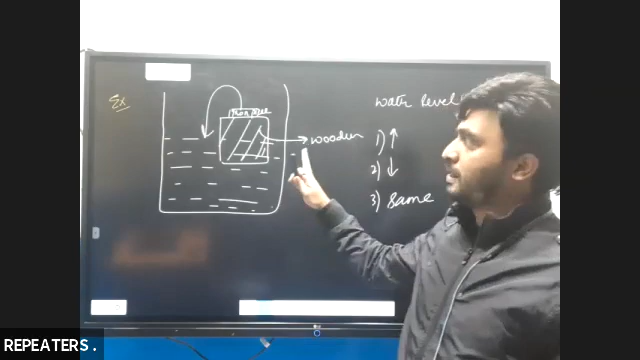 Ex
wooden
water level
1) ↑
2) ↓
3) Same
REPEATERS.